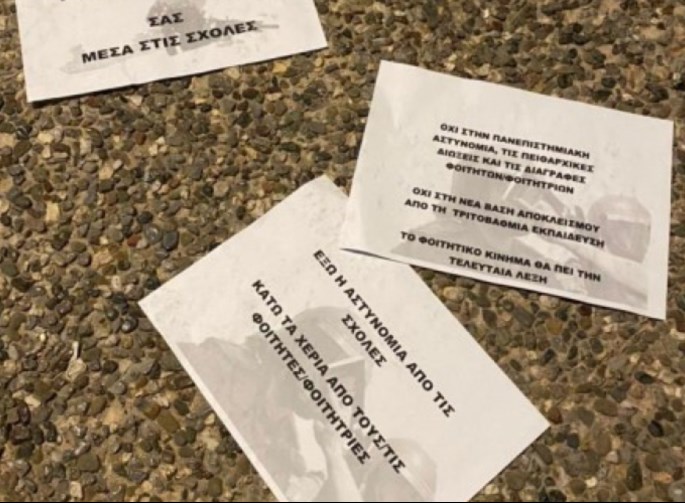 ΣΑΣ
ΜΕΣΑ ΣΤΙΣ ΣΧΟΛΕΣ
ΟΧΙ ΣΤΗΝ ΠΑΝΕΠΙΣΤΗΜΙΑΚΗ
ΑΣΤΥΝΟΜΙΑ, ΤΙΣ ΠΕΙΘΑΡΧΙΚΕΣ
ΔΙΩΞΕΙΣ ΚΑΙ ΤΙΣ ΔΙΑΓΡΑΦΕΣ
ΦΟΙΤΗΤΩΝ/ΦΟΙΤΗΤΡΙΩΝ
ΟΧΙ ΣΤΗ ΝΕΑ ΒΑΣΗ ΑΠΟΚΛΕΙΣΜΟΥ
ΑΠΟ ΤΗ ΤΡΙΤΟΒΑΘΜΙΑ ΕΚΠΑΙΔΕΥΣΗ
ΤΟ ΦΟΙΤΗΤΙΚΟ ΚΙΝΗΜΑ ΘΑ ΠΕΙ ΤΗΝ
ΤΕΛΕΥΤΑΙΑ ΛΕΞΗ
ΕΞΩ Η ΑΣΤΥΝΟΜΙΑ ΑΠΟ ΤΙΣ
ΣΧΟΛΕΣ
ΚΑΤΩ ΤΑ ΧΕΡΙΑ ΑΠΟ ΤΟΥΣ/ΤΙΣ
ΦΟΙΤΗΤΕΣ/ΦΟΙΤΗΤΡΙΕΣ